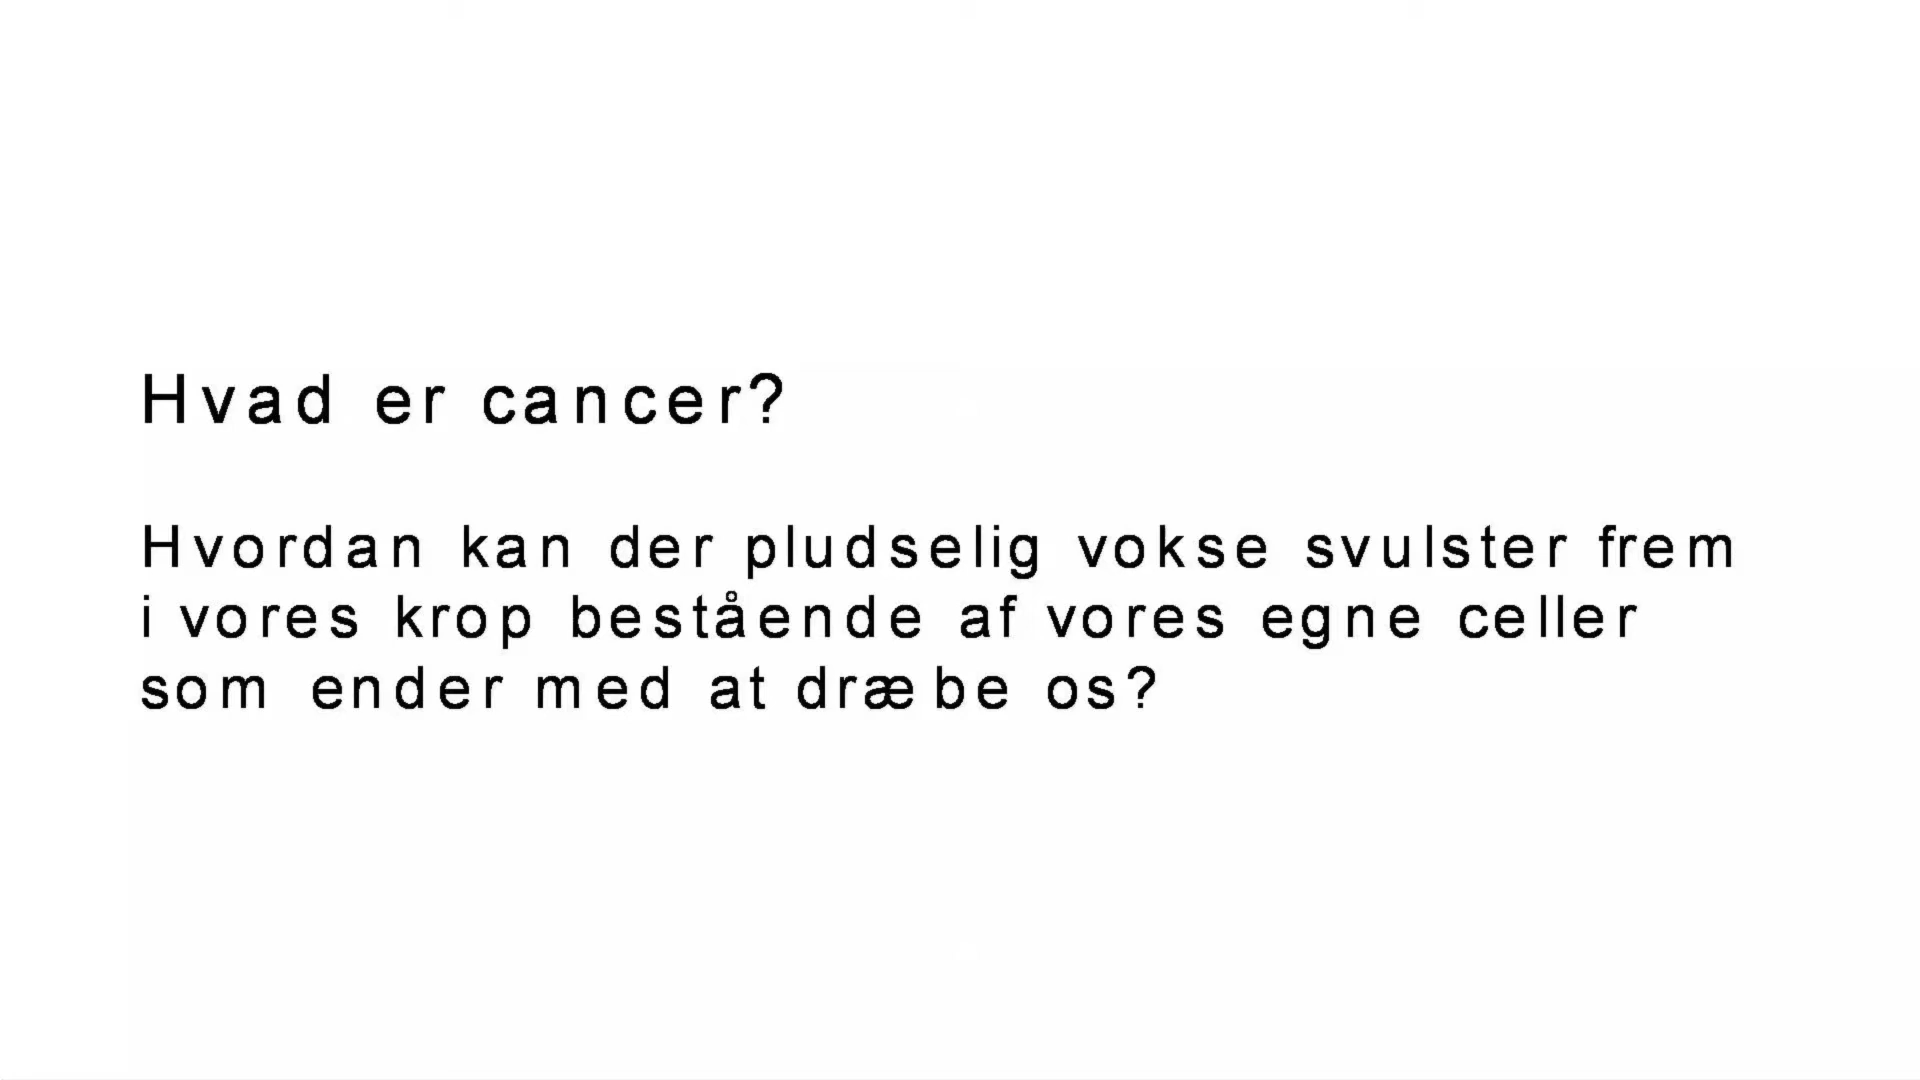 Hvad er cancer?
Hvordan kan der pludselig vokse svulster frem
i vores krop bestående af vores egne celler
som ender med at dræbe os?